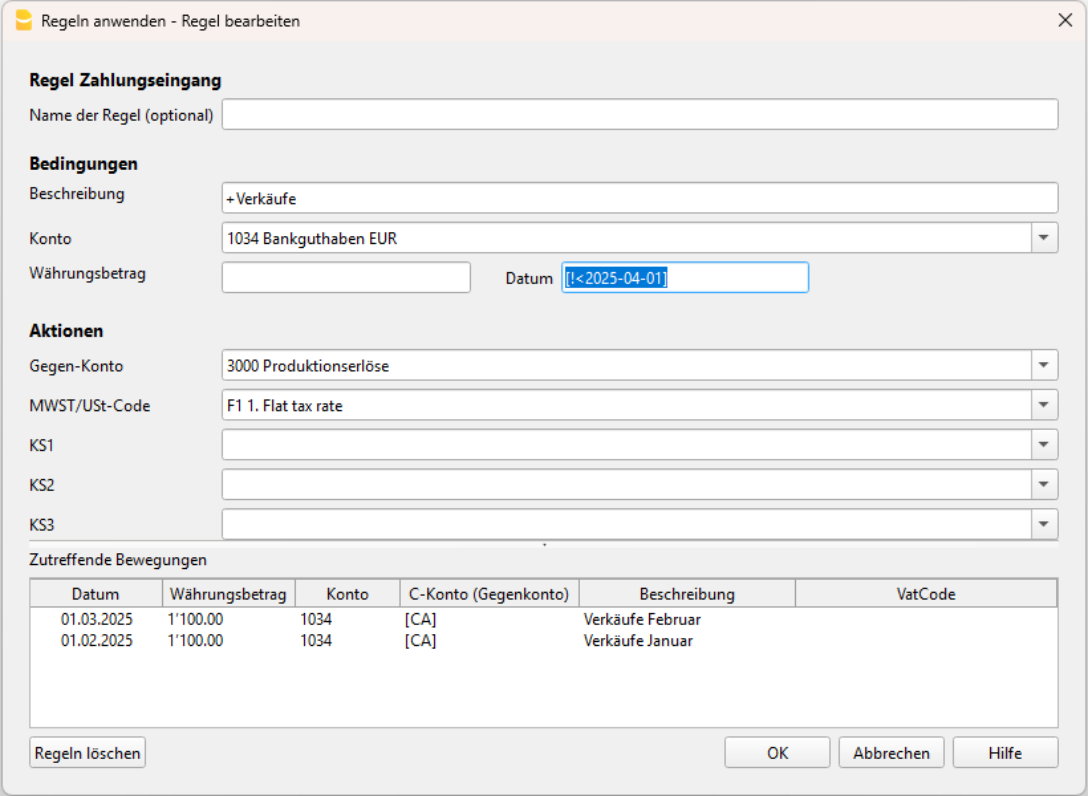 Regeln anwenden - Regel bearbeiten
Regel Zahlungseingang
Name der Regel (optional)
Bedingungen
Beschreibung +Verkäufe
Konto 1034 Bankguthaben EUR
Währungsbetrag Datum [!<2025-04-01]
Aktionen
Gegen-Konto 3000 Produktionserlöse
MWST/USt-Code F1 1. Flat tax rate
KS1
KS2
KS3
Zutreffende Bewegungen
Datum Währungsbetrag Konto C-Konto (Gegenkonto) Beschreibung VatCode
01.03.2025 1'100.00 1034 [CA] Verkäufe Februar
01.02.2025 1'100.00 1034 [CA] Verkäufe Januar
Regeln löschen OK Abbrechen Hilfe